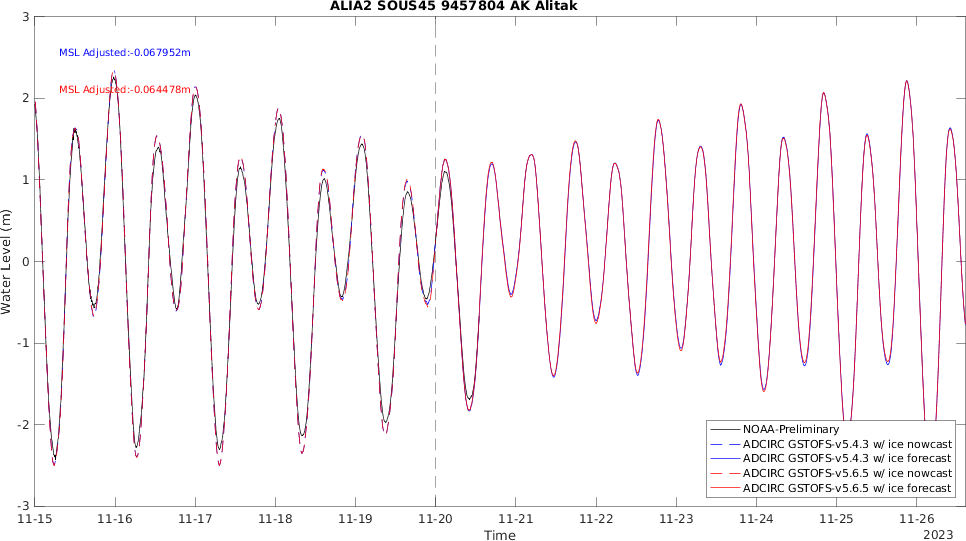 ALIA2 SOUS45 9457804 AK Alitak
3
2
1
0
-1
-2
-3
Water Level (m)
MSL Adjusted:-0.067952m
MSL Adjusted:-0.064478m
NOAA-Preliminary
ADCIRC GSTOFS-v5.4.3 w/ ice nowcast
ADCIRC GSTOFS-v5.4.3 w/ ice forecast
ADCIRC GSTOFS-v5.6.5 w/ ice nowcast
ADCIRC GSTOFS-v5.6.5 w/ ice forecast
11-15 11-16 11-17 11-18 11-19 11-20 11-21 11-22 11-23 11-24 11-25 11-26
Time
2023